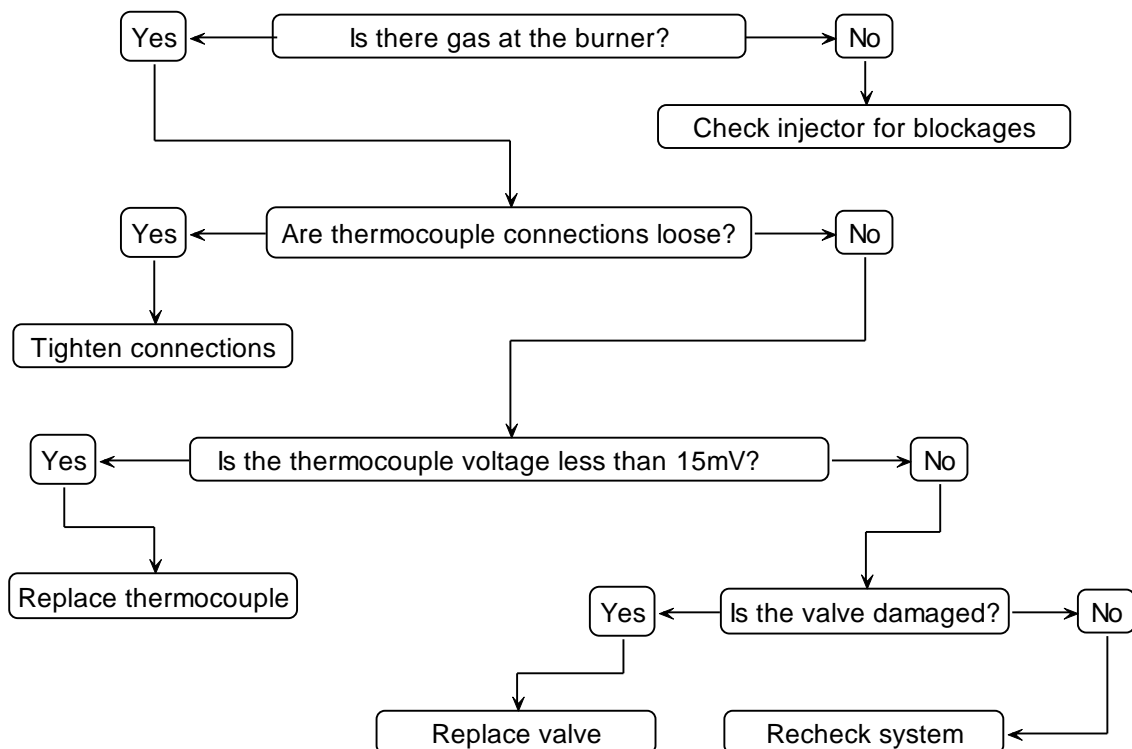 Yes
Is there gas at the burner?
No
Check injector for blockages
Yes
Are thermocouple connections loose?
No
Tighten connections
Yes
Is the thermocouple voltage less than 15mV?
No
Replace thermocouple
Yes
Is the valve damaged?
No
Replace valve
Recheck system